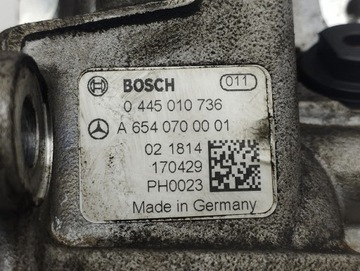 BOSCH 011
0 445 010 736
A 654 070 00 01
02 1814
170429
PH0023
Made in Germany